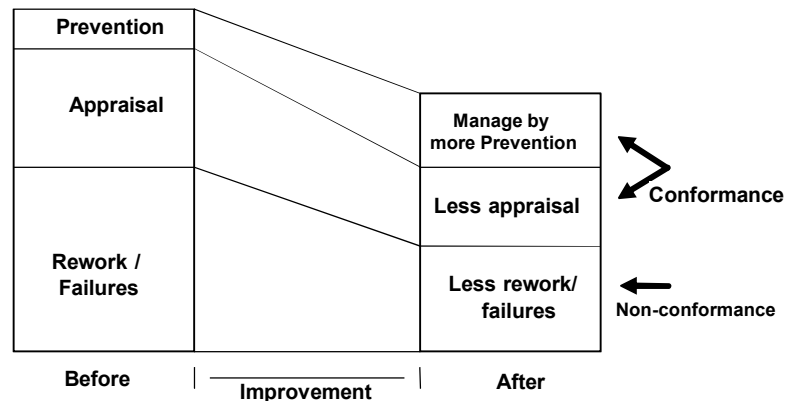 Prevention
Appraisal
Rework /
Failures
Manage by
more Prevention
Less appraisal
Less rework/
failures
Conformance
Non-conformance
Before
Improvement
After